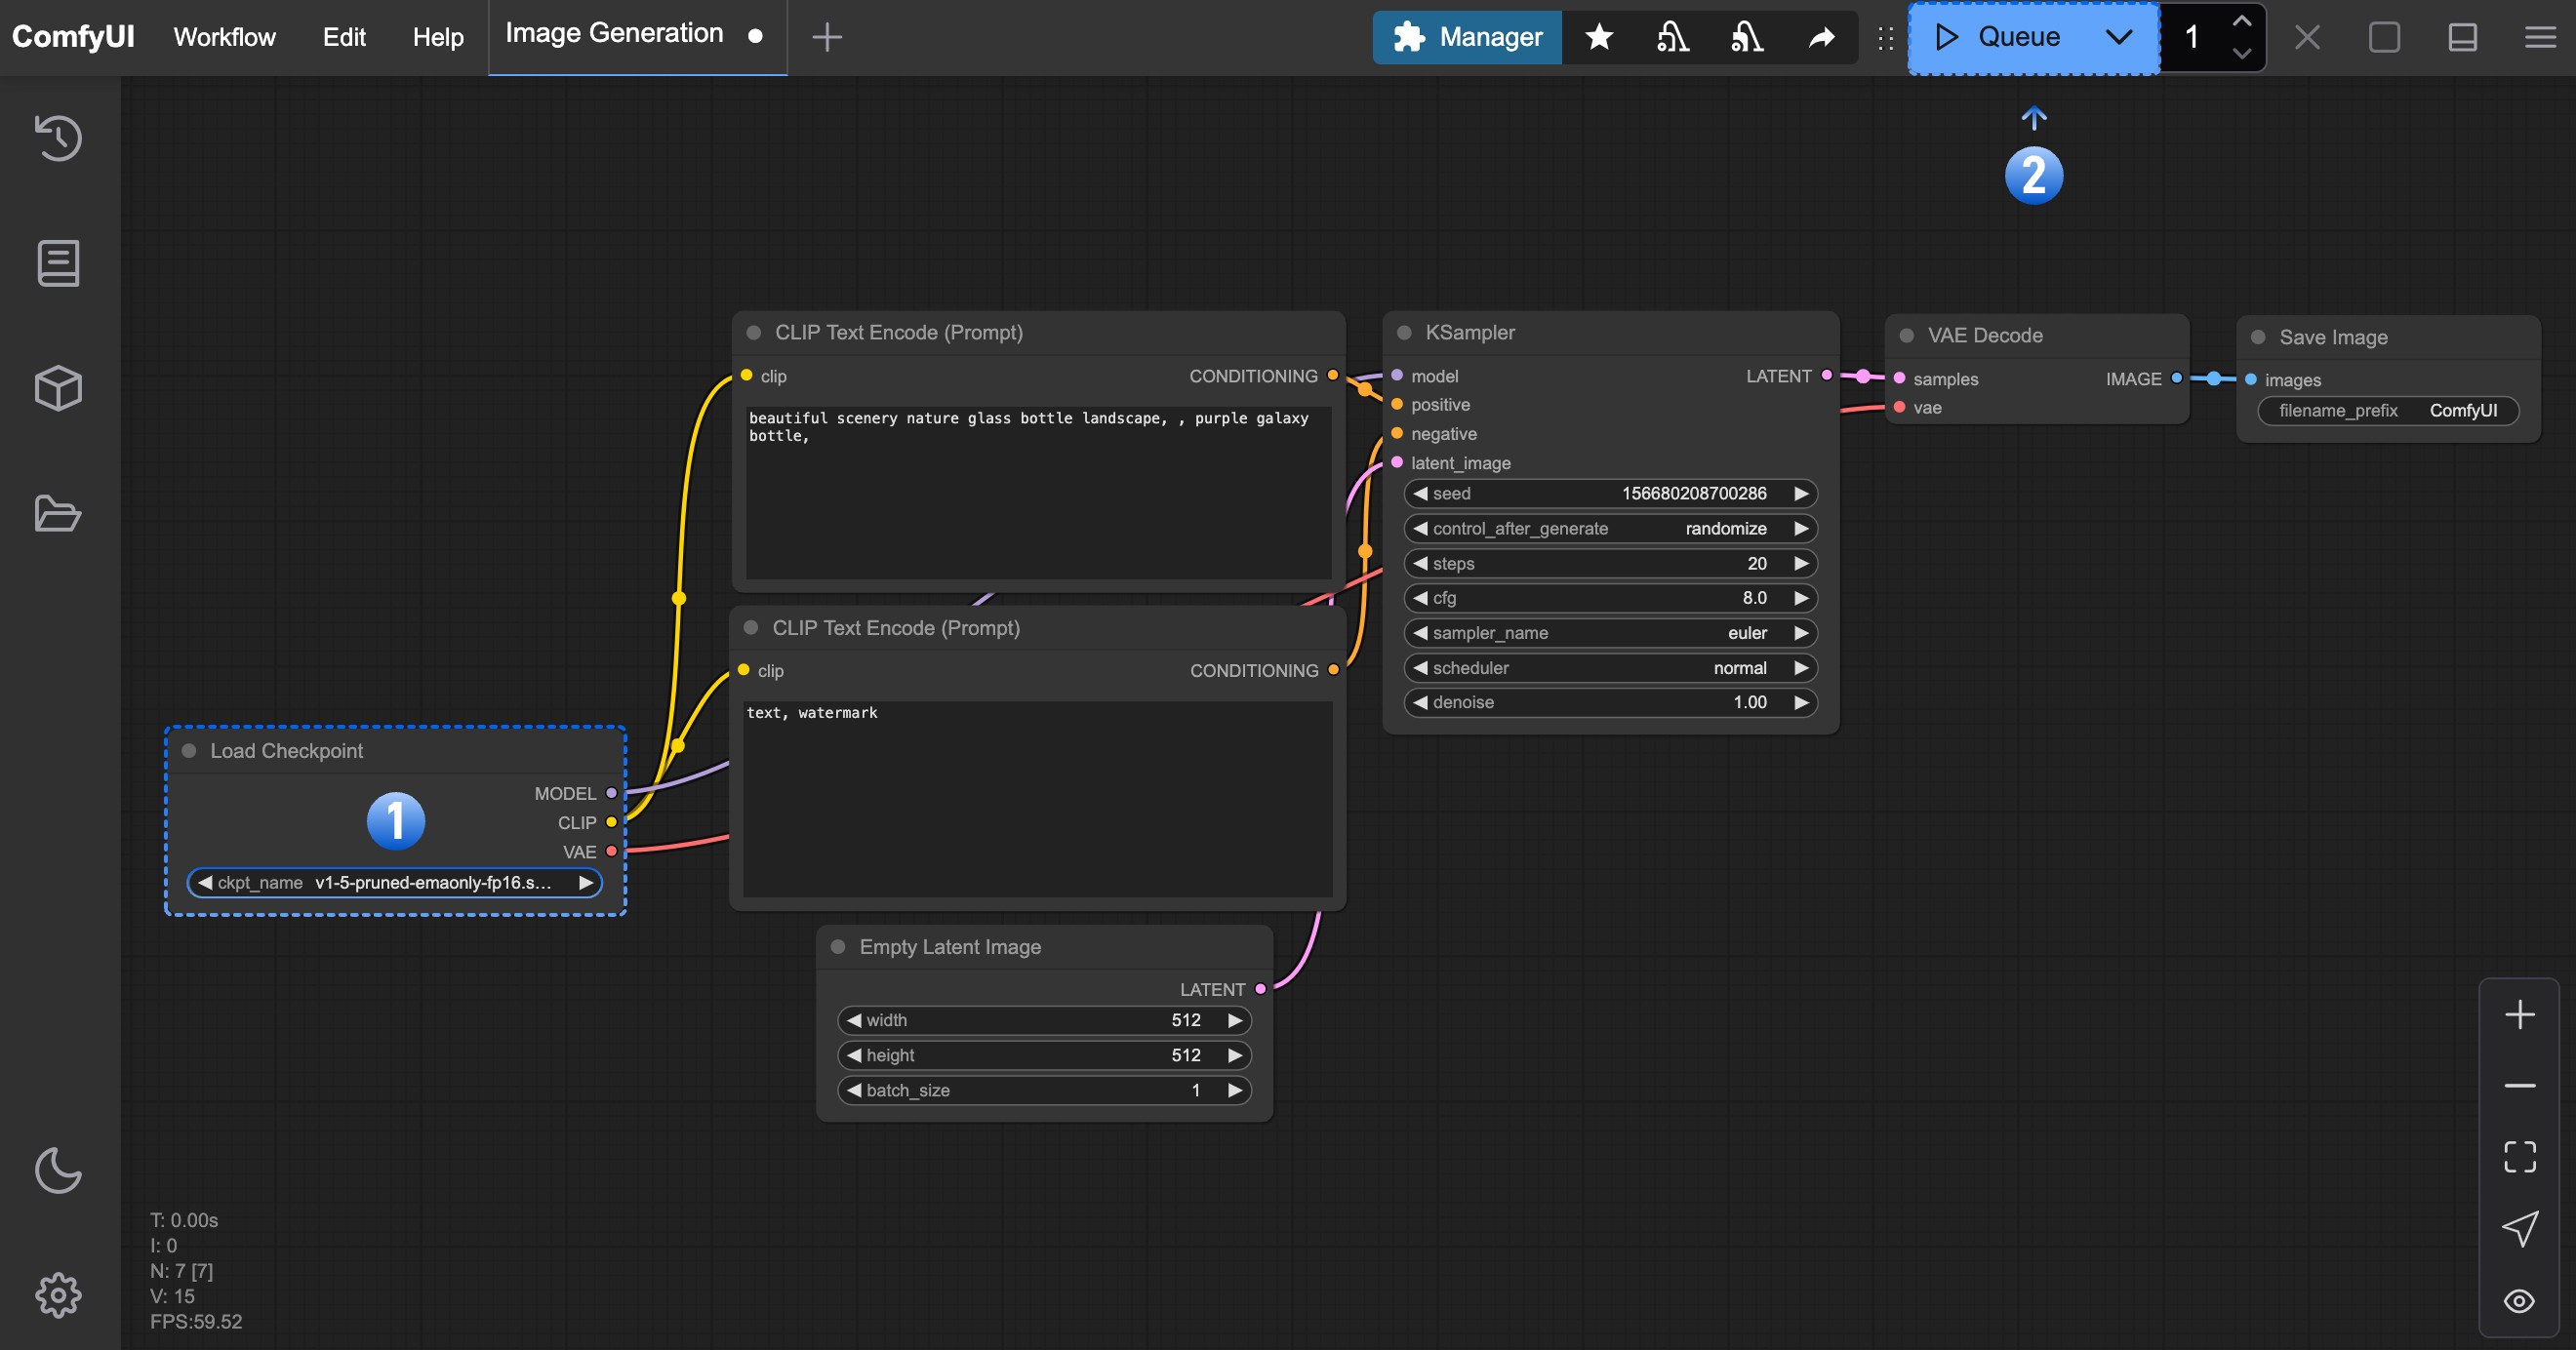 ComfyUI Workflow Edit Help Image Generation Manager Queue 1
2
CLIP Text Encode (Prompt)
clip CONDITIONING
beautiful scenery nature glass bottle landscape, , purple galaxy
bottle,
CLIP Text Encode (Prompt)
clip CONDITIONING
text, watermark
Load Checkpoint
MODEL
1
CLIP
VAE
ckpt_name v1-5-pruned-emaonly-fp16.s...
Empty Latent Image
LATENT
width 512
height 512
batch_size 1
KSampler
model LATENT
positive
negative
latent_image
seed 156680208700286
control_after_generate randomize
steps 20
cfg 8.0
sampler_name euler
scheduler normal
denoise 1.00
VAE Decode
samples IMAGE
vae
Save Image
images
filename_prefix ComfyUI
T: 0.00s
I: 0
N: 7 [7]
V: 15
FPS:59.52